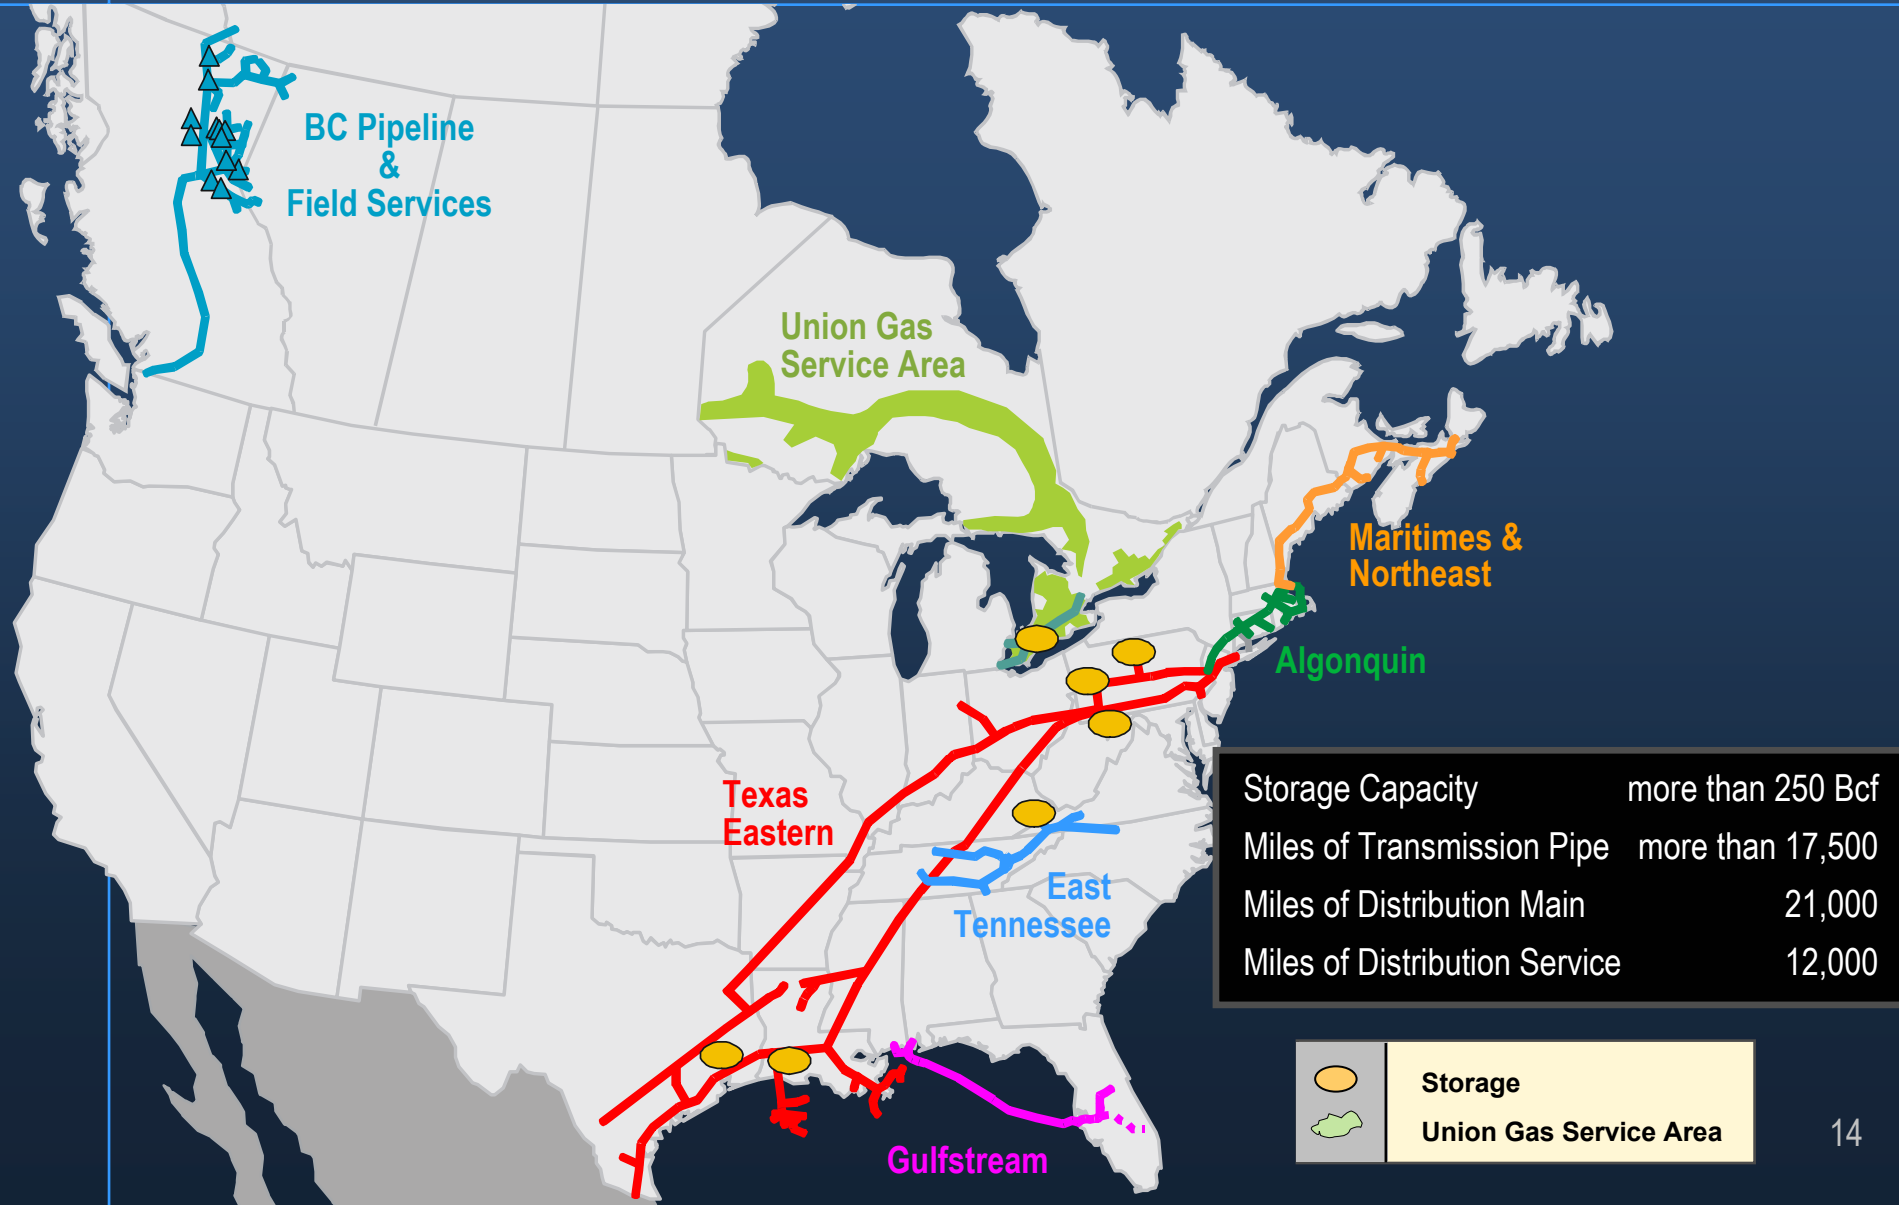 BC Pipeline
&
Field Services
Union Gas
Service Area
Maritimes &
Northeast
Algonquin
Texas
Eastern
East
Tennessee
Gulfstream
Storage Capacity more than 250 Bcf
Miles of Transmission Pipe more than 17,500
Miles of Distribution Main 21,000
Miles of Distribution Service 12,000
Storage
Union Gas Service Area
14